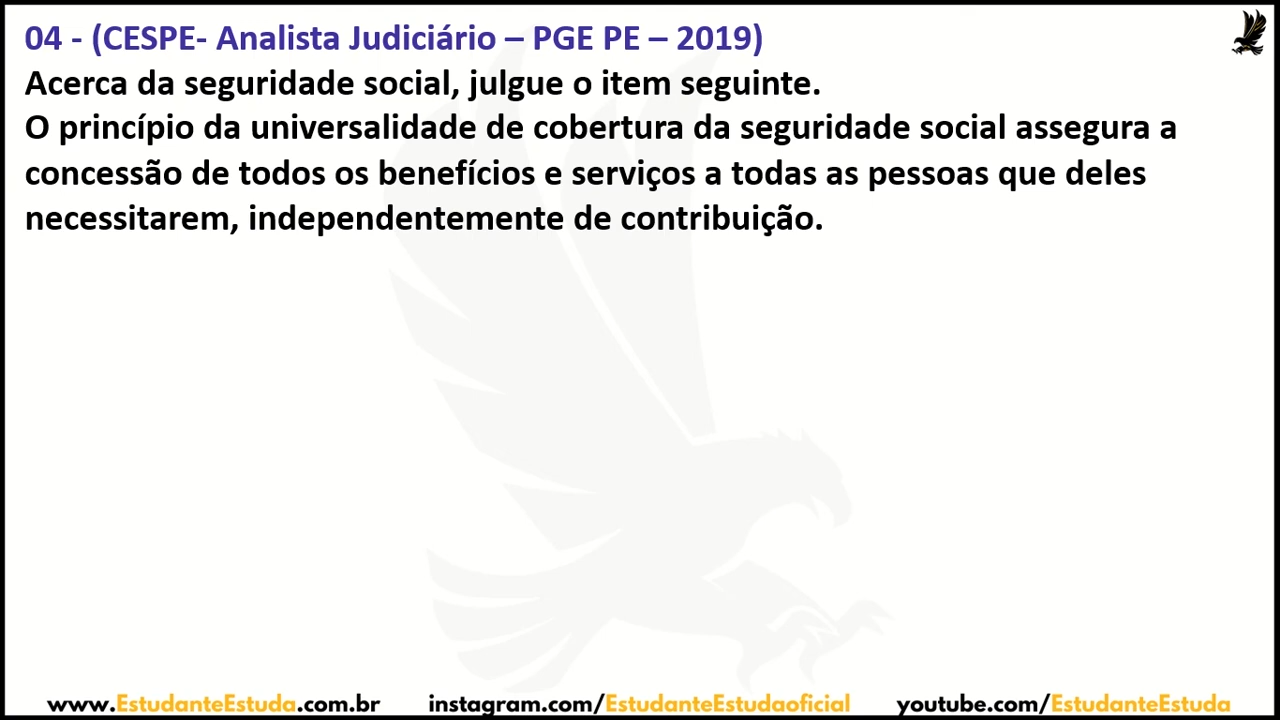 04 - (CESPE- Analista Judiciário – PGE PE – 2019)
Acerca da seguridade social, julgue o item seguinte.
O princípio da universalidade de cobertura da seguridade social assegura a
concessão de todos os benefícios e serviços a todas as pessoas que deles
necessitarem, independentemente de contribuição.
www.EstudanteEstuda.com.br instagram.com/EstudanteEstudaoficial youtube.com/EstudanteEstuda